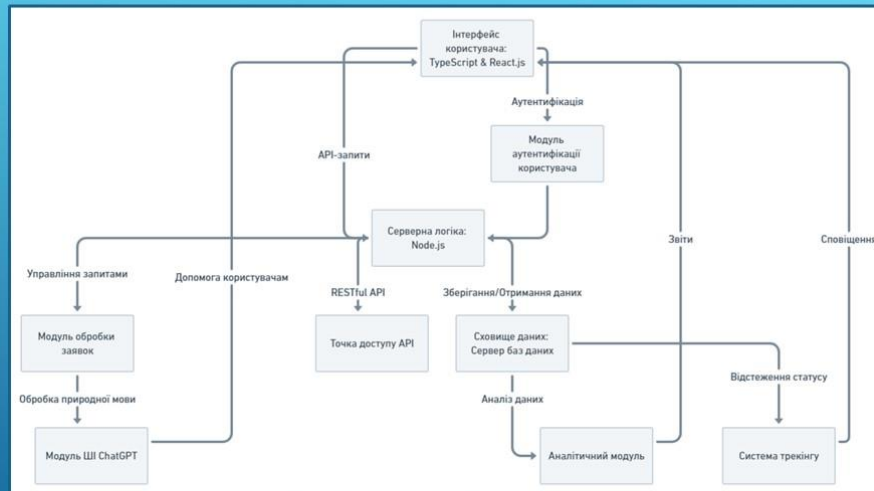 Інтерфейс
користувача:
TypeScript & React.js
Аутентифікація
Модуль
аутентифікації
користувача
API-запити
Серверна логіка:
Node.js
Звіти
Сповіщення
Управління запитами
Допомога користувачам
RESTful API
Зберігання/Отримання даних
Модуль обробки
заявок
Точка доступу API
Сховище даних:
Сервер баз даних
Відстеження статусу
Обробка природної мови
Аналіз даних
Модуль ШІ ChatGPT
Аналітичний модуль
Система трекінгу